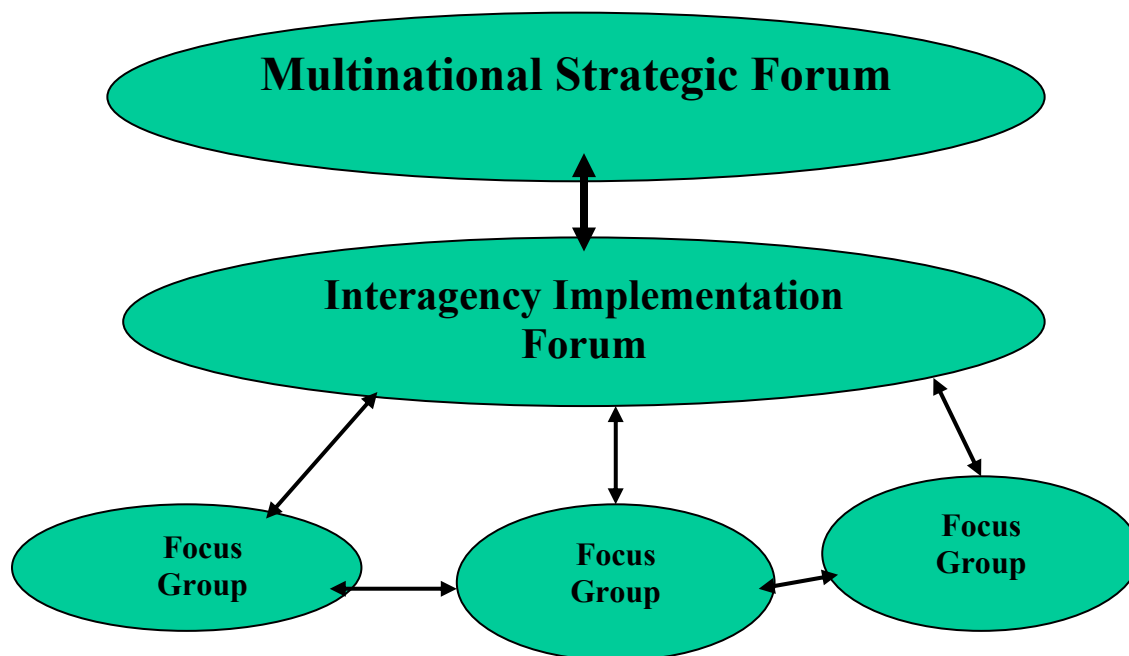 Multinational Strategic Forum
Interagency Implementation
Forum
Focus
Group
Focus
Group
Focus
Group